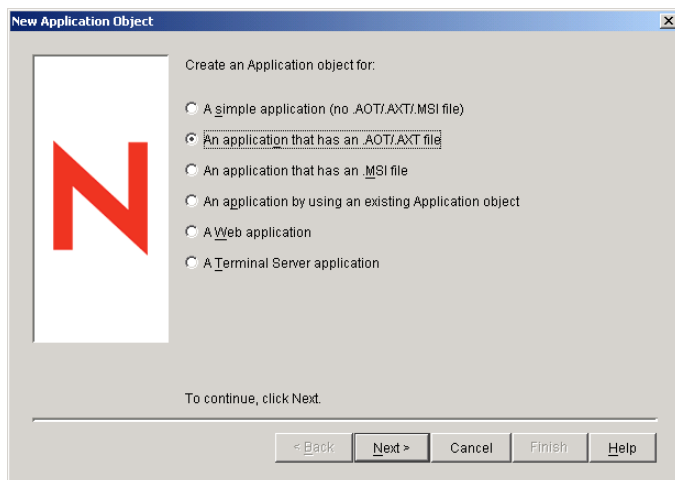 New Application Object
Create an Application object for:
A simple application (no .AOT/.AXT/.MSI file)
An application that has an .AOT/.AXT file
An application that has an .MSI file
An application by using an existing Application object
A Web application
A Terminal Server application
To continue, click Next.
< Back Next > Cancel Finish Help